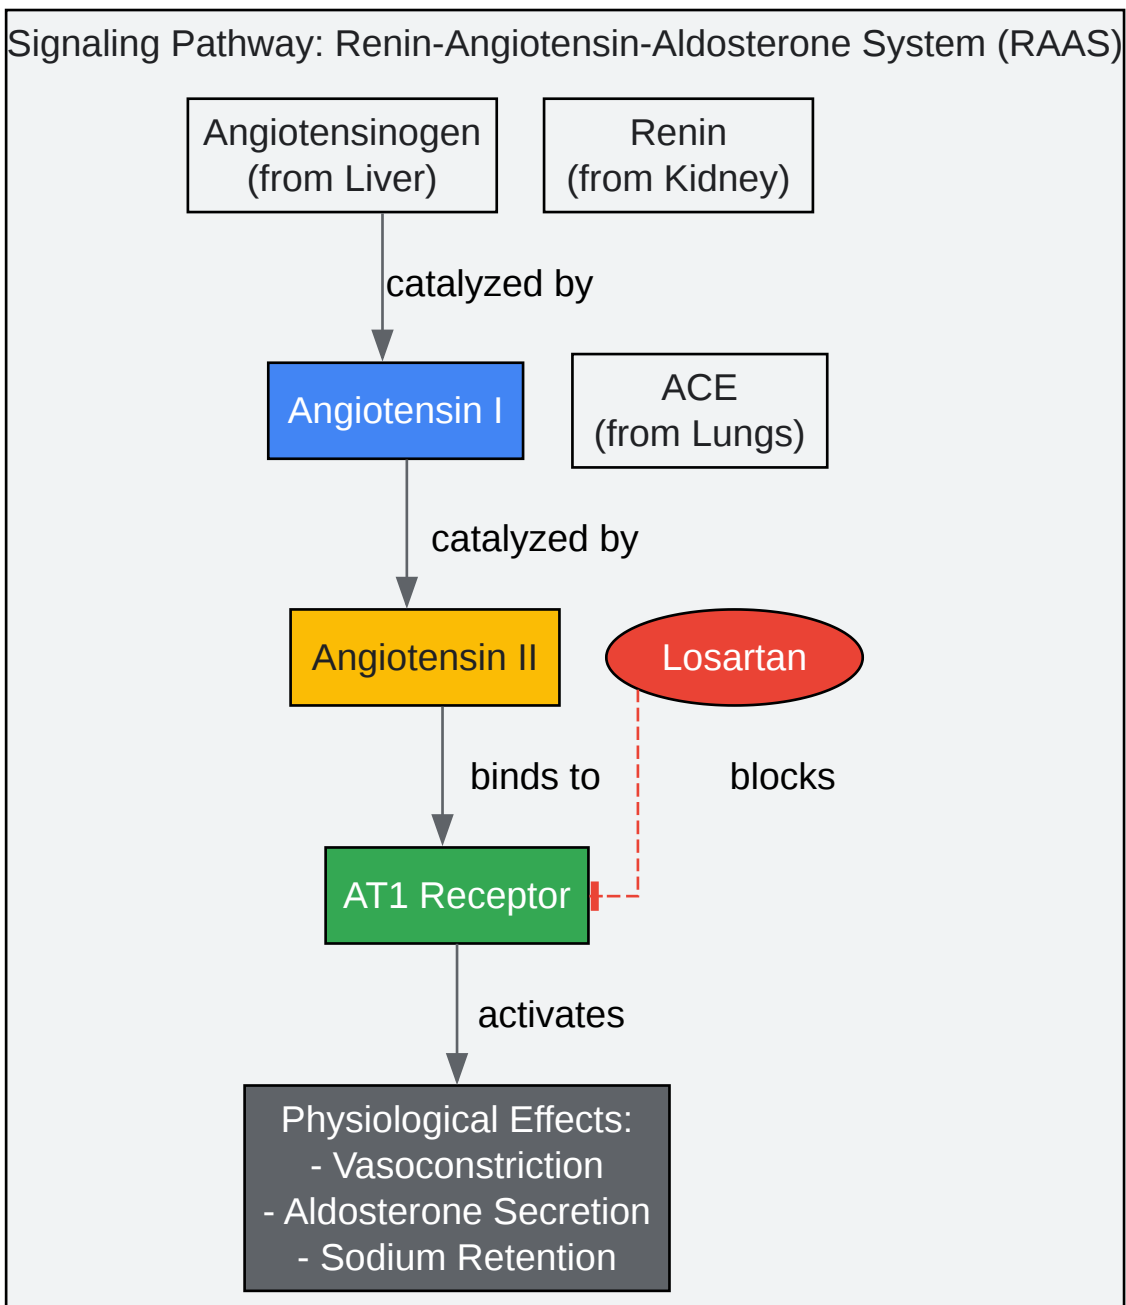 Signaling Pathway: Renin-Angiotensin-Aldosterone System (RAAS)
Angiotensinogen
(from Liver)
Renin
(from Kidney)
catalyzed by
Angiotensin I
ACE
(from Lungs)
catalyzed by
Angiotensin II
Losartan
binds to
blocks
AT1 Receptor
activates
Physiological Effects:
- Vasoconstriction
- Aldosterone Secretion
- Sodium Retention